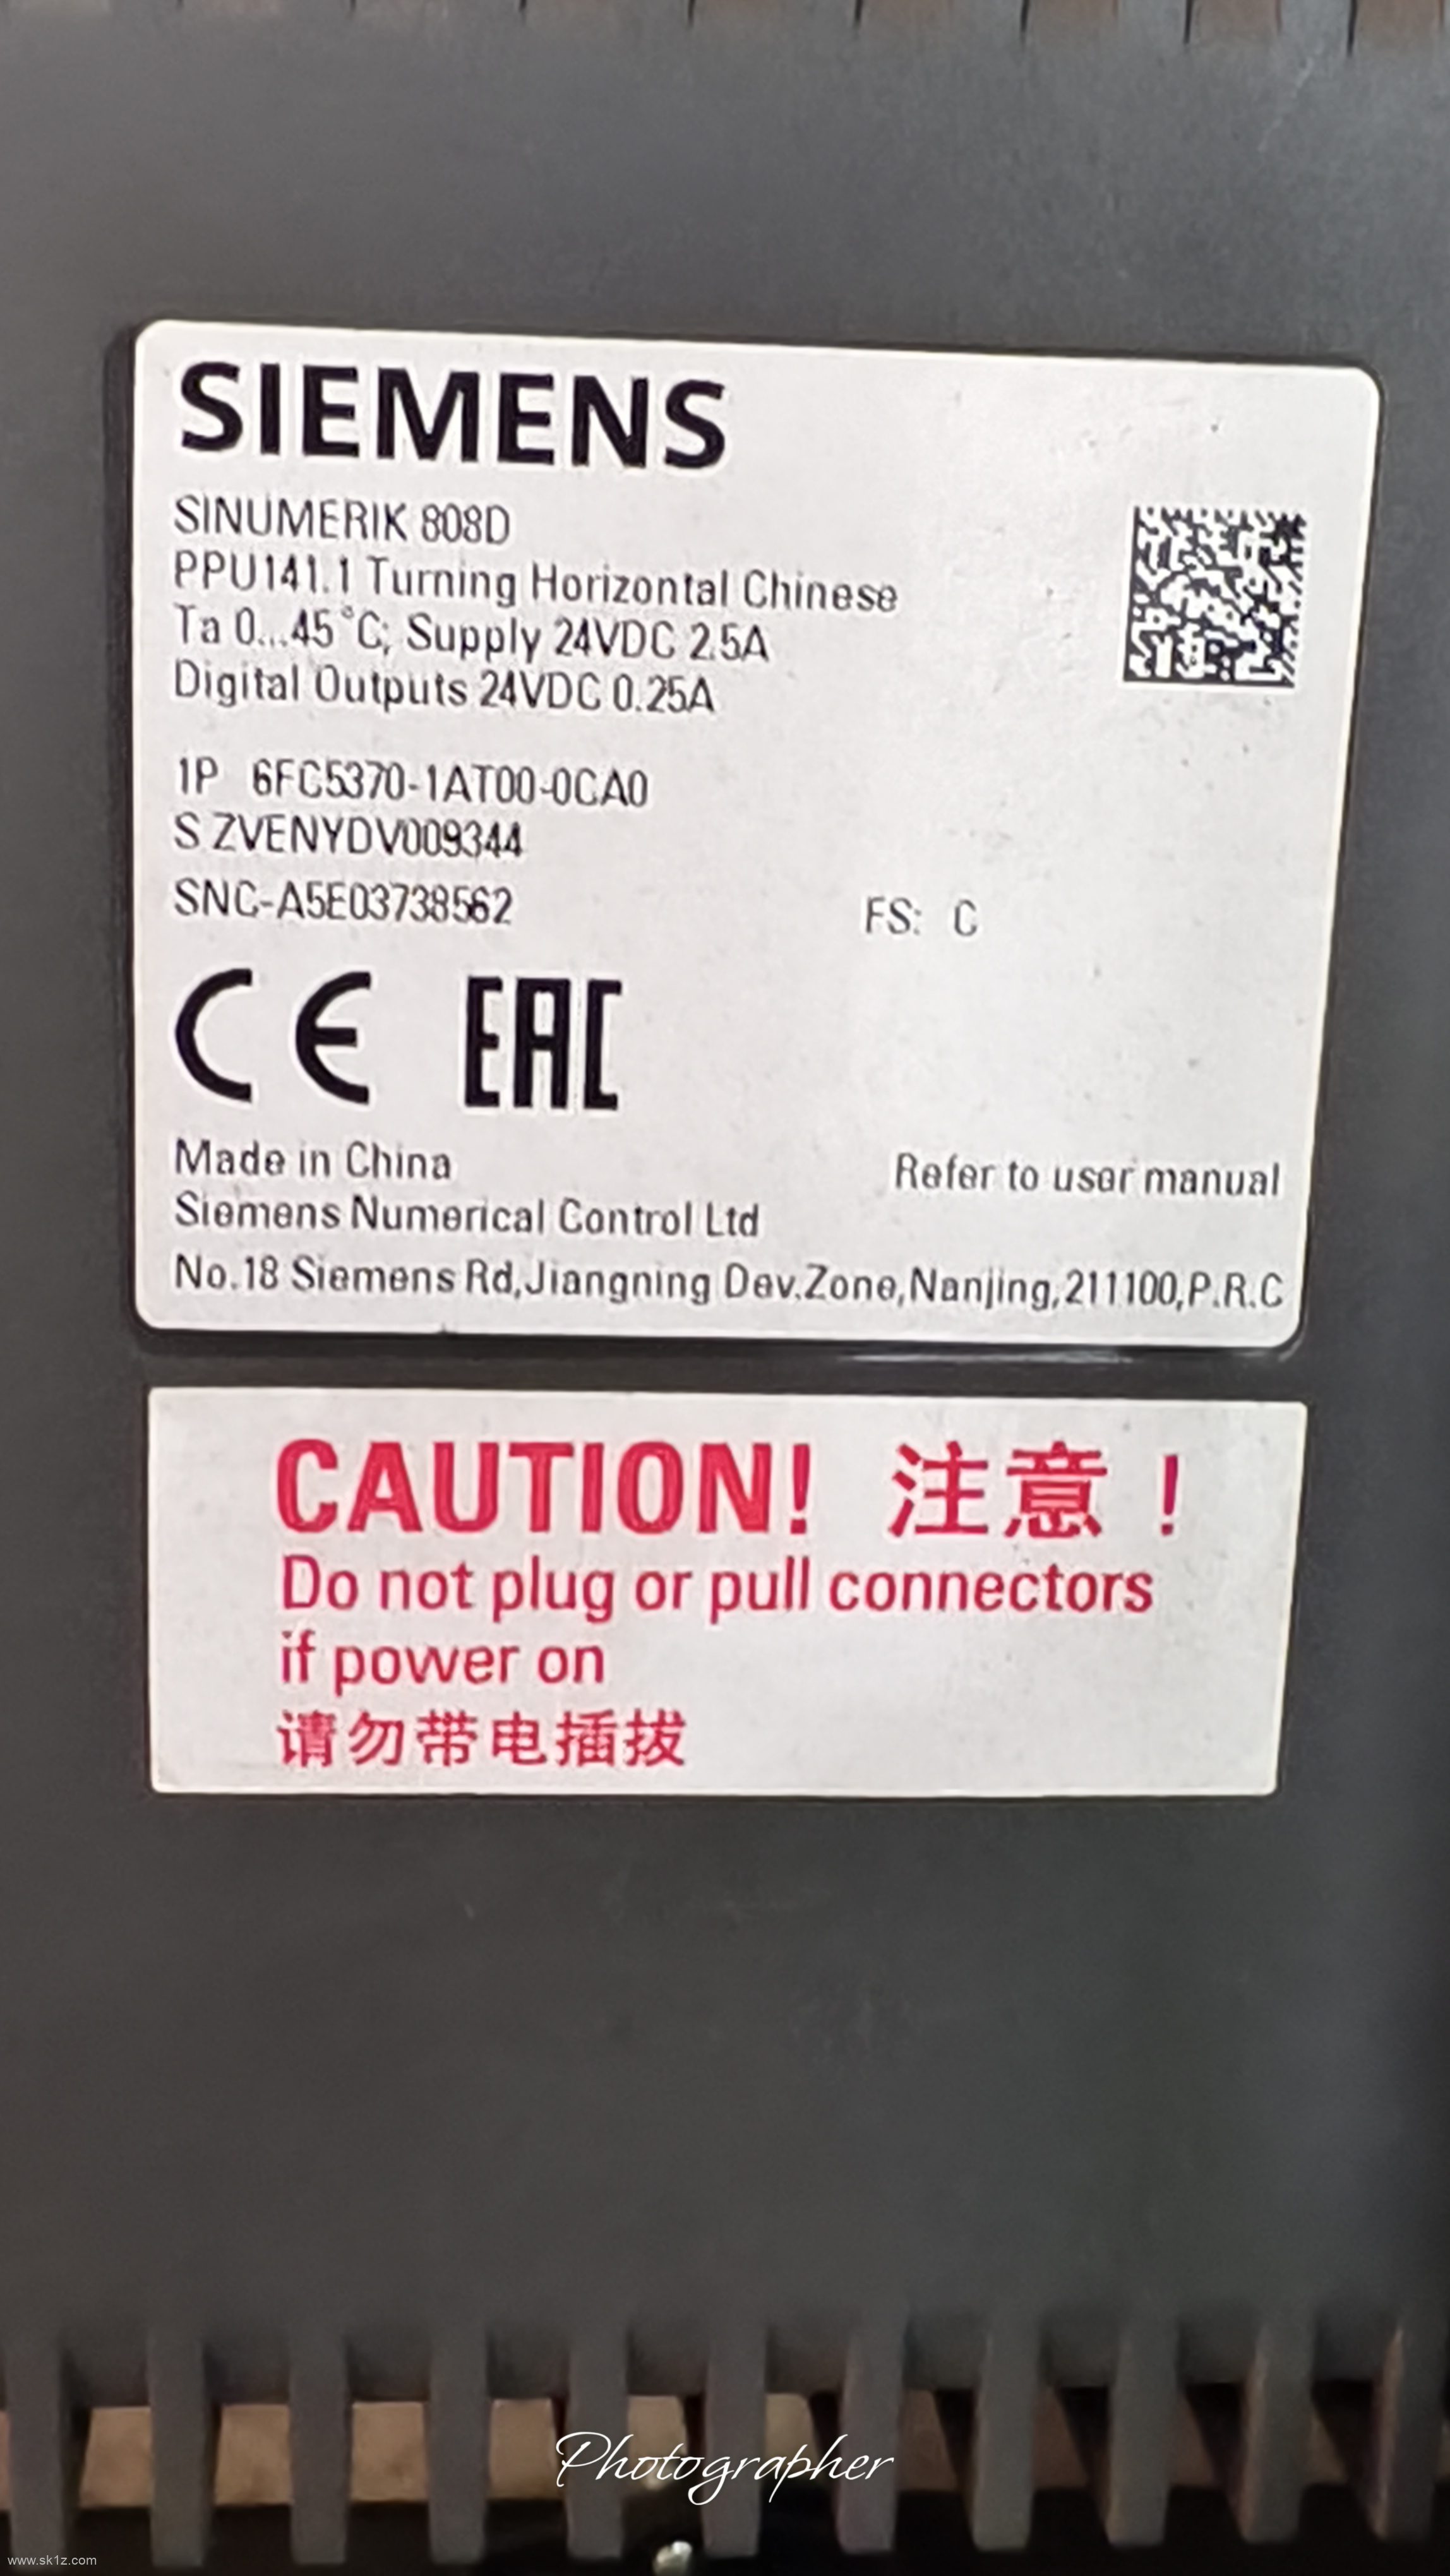 SIEMENS
SINUMERIK 808D
PPU141.1 Turning Horizontal Chinese
Ta 0...45°C; Supply 24VDC 2.5A
Digital Outputs 24VDC 0.25A
1P 6FC5370-1AT00-0CA0
S ZVENYDV009344
SNC-A5E03738562 FS: C
CE EAC
Made in China Refer to user manual
Siemens Numerical Control Ltd
No.18 Siemens Rd,Jiangning Dev.Zone,Nanjing,211100,P.R.C
CAUTION! 注意！
Do not plug or pull connectors
if power on
请勿带电插拔
Photographer
www.sk1z.com